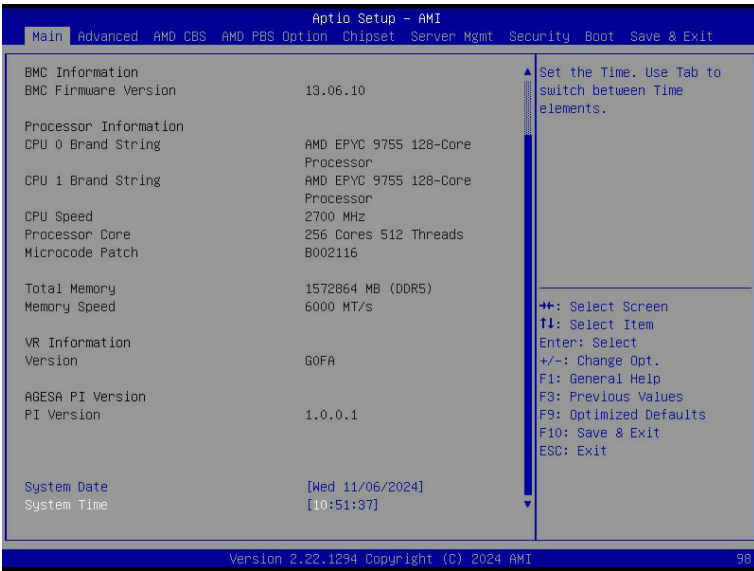 Aptio Setup – AMI
Main Advanced AMD CBS AMD PBS Option Chipset Server Mgmt Security Boot Save & Exit
BMC Information
BMC Firmware Version 13.06.10
Processor Information
CPU 0 Brand String AMD EPYC 9755 128-Core
Processor
CPU 1 Brand String AMD EPYC 9755 128-Core
Processor
CPU Speed 2700 MHz
Processor Core 256 Cores 512 Threads
Microcode Patch B002116
Total Memory 1572864 MB (DDR5)
Memory Speed 6000 MT/s
VR Information
Version G0FA
AGESA PI Version
PI Version 1.0.0.1
System Date [Wed 11/06/2024]
System Time [10:51:37]
Set the Time. Use Tab to
switch between Time
elements.
→←: Select Screen
↑↓: Select Item
Enter: Select
+/-: Change Opt.
F1: General Help
F3: Previous Values
F9: Optimized Defaults
F10: Save & Exit
ESC: Exit
Version 2.22.1294 Copyright (C) 2024 AMI
98